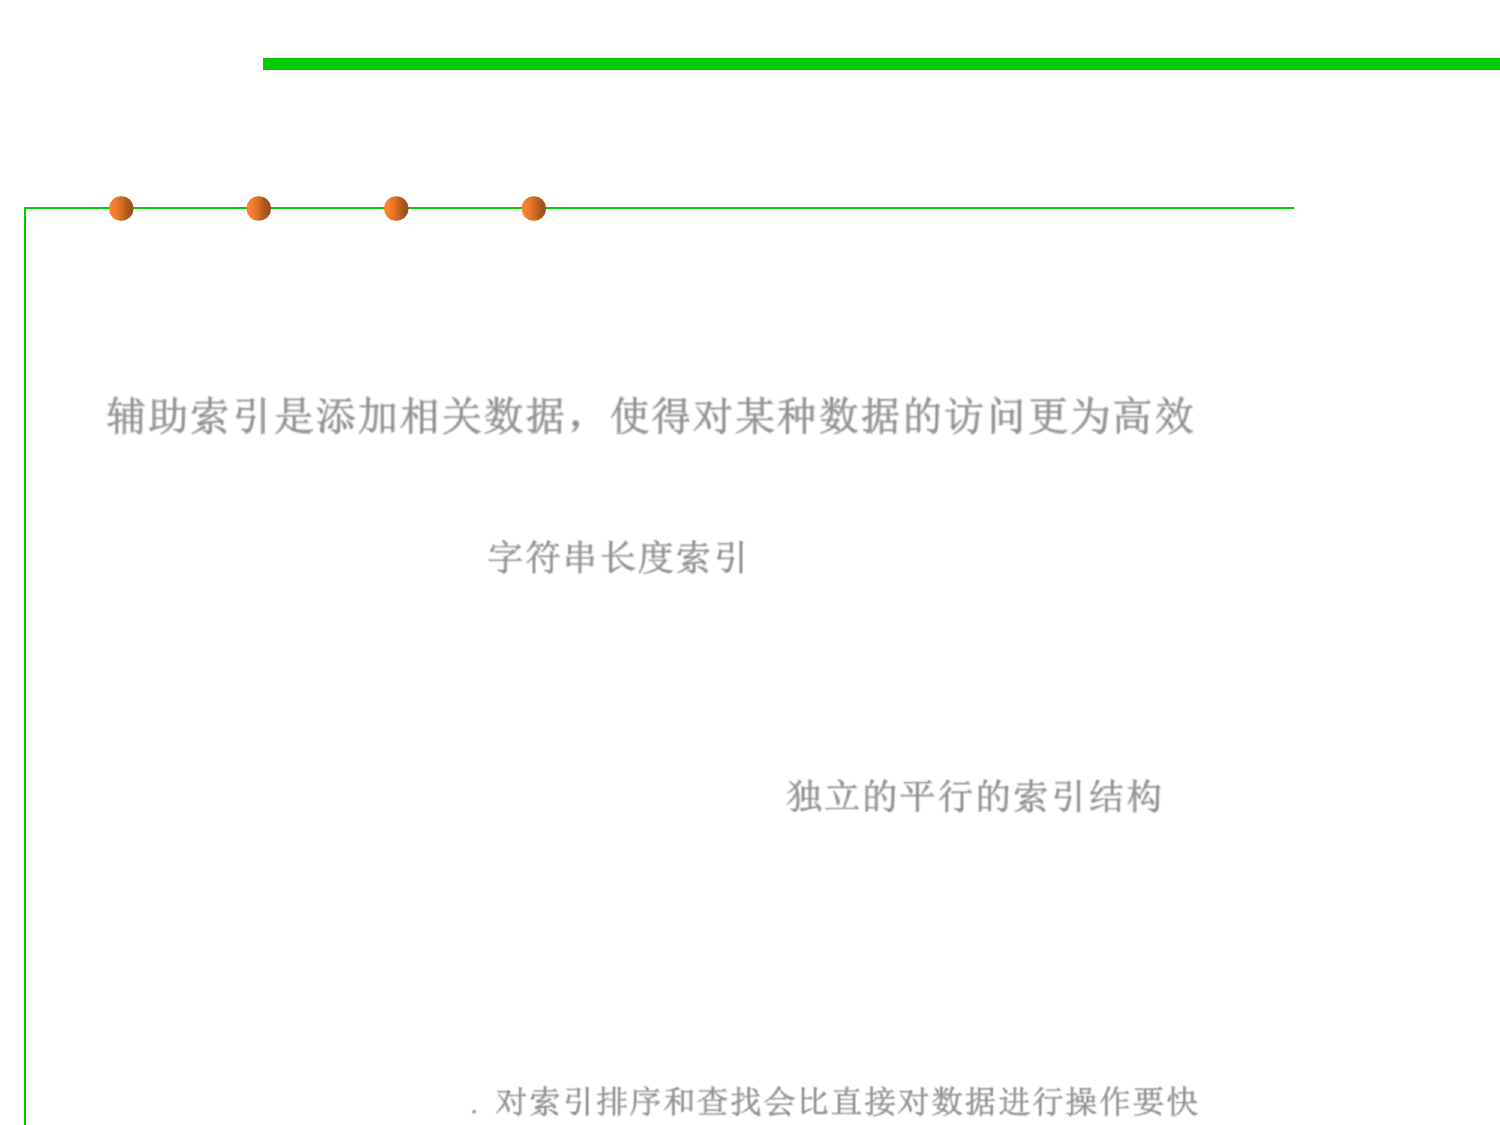 辅助索引是添加相关数据，使得对某种数据的访问更为高效
字符串长度索引
独立的平行的索引结构
. 对索引排序和查找会比直接对数据进行操作要快